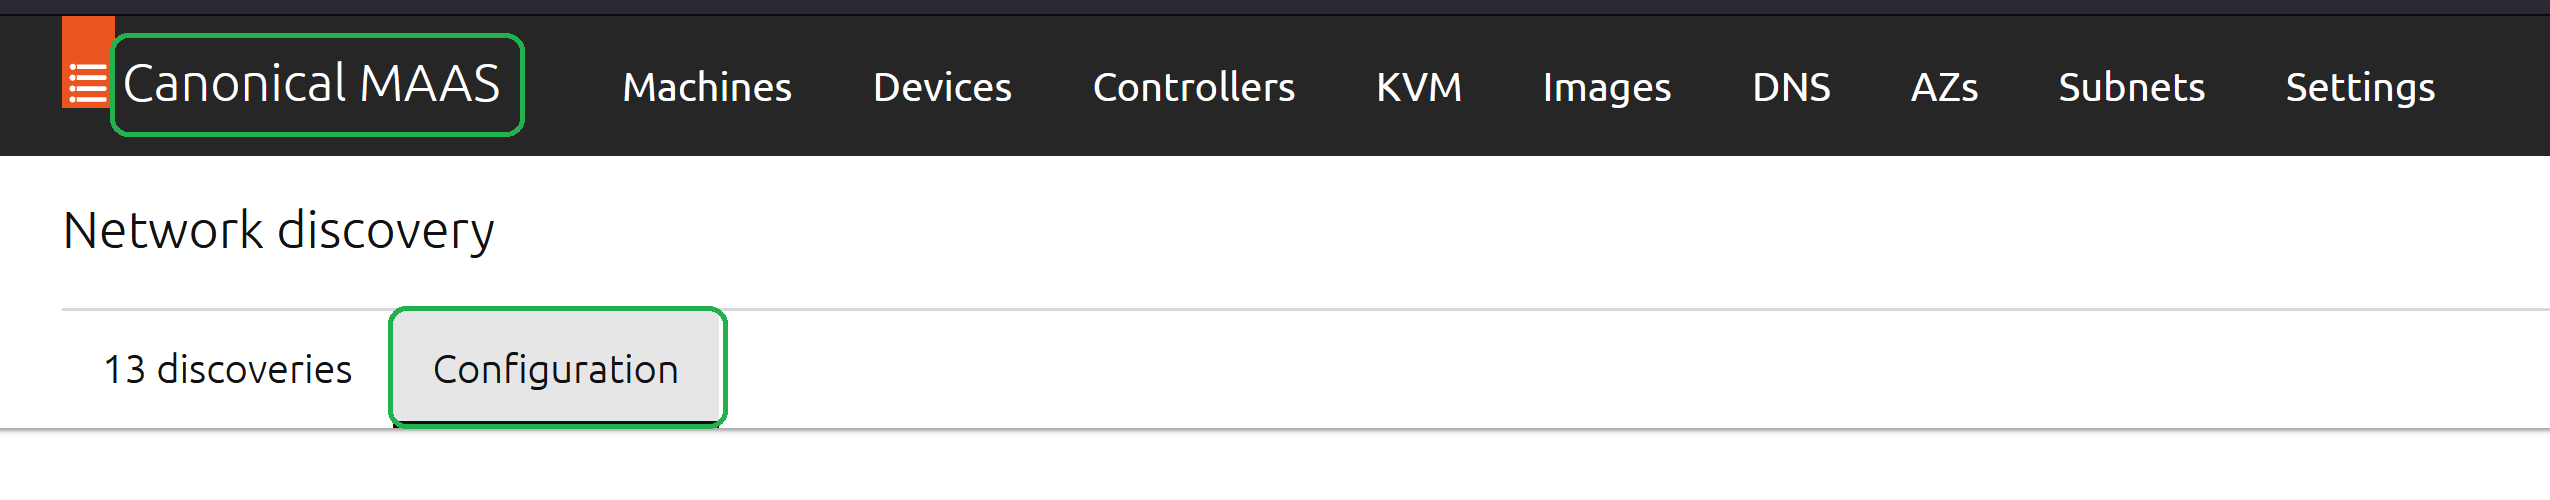 Canonical MAAS Machines Devices Controllers KVM Images DNS AZs Subnets Settings
Network discovery
13 discoveries Configuration